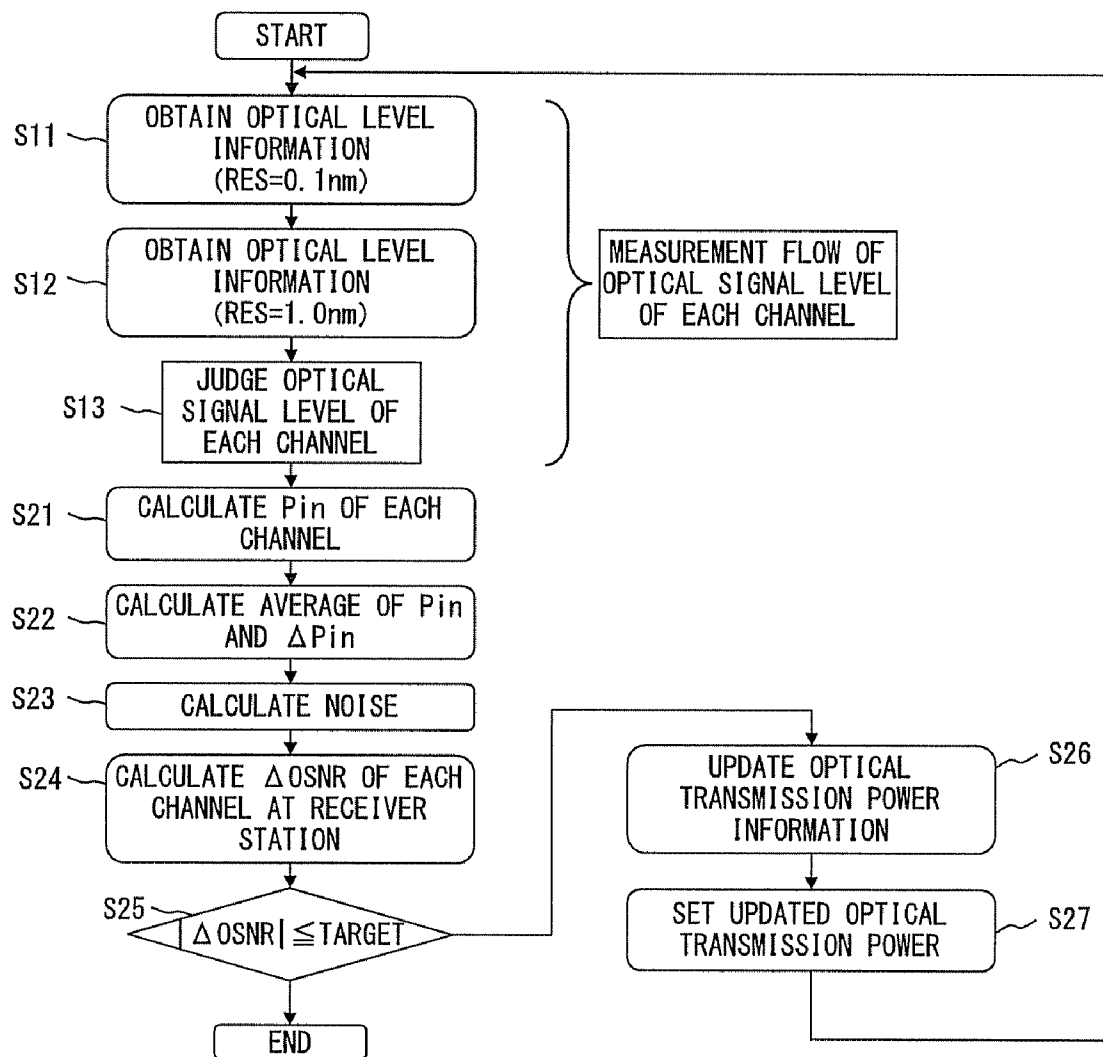 START
S11
OBTAIN OPTICAL LEVEL
INFORMATION
(RES=0.1nm)
S12
OBTAIN OPTICAL LEVEL
INFORMATION
(RES=1.0nm)
MEASUREMENT FLOW OF
OPTICAL SIGNAL LEVEL
OF EACH CHANNEL
S13
JUDGE OPTICAL
SIGNAL LEVEL OF
EACH CHANNEL
S21
CALCULATE Pin OF EACH
CHANNEL
S22
CALCULATE AVERAGE OF Pin
AND ΔPin
S23
CALCULATE NOISE
S24
CALCULATE ΔOSNR OF EACH
CHANNEL AT RECEIVER
STATION
S25
|ΔOSNR|≦TARGET
END
S26
UPDATE OPTICAL
TRANSMISSION POWER
INFORMATION
S27
SET UPDATED OPTICAL
TRANSMISSION POWER